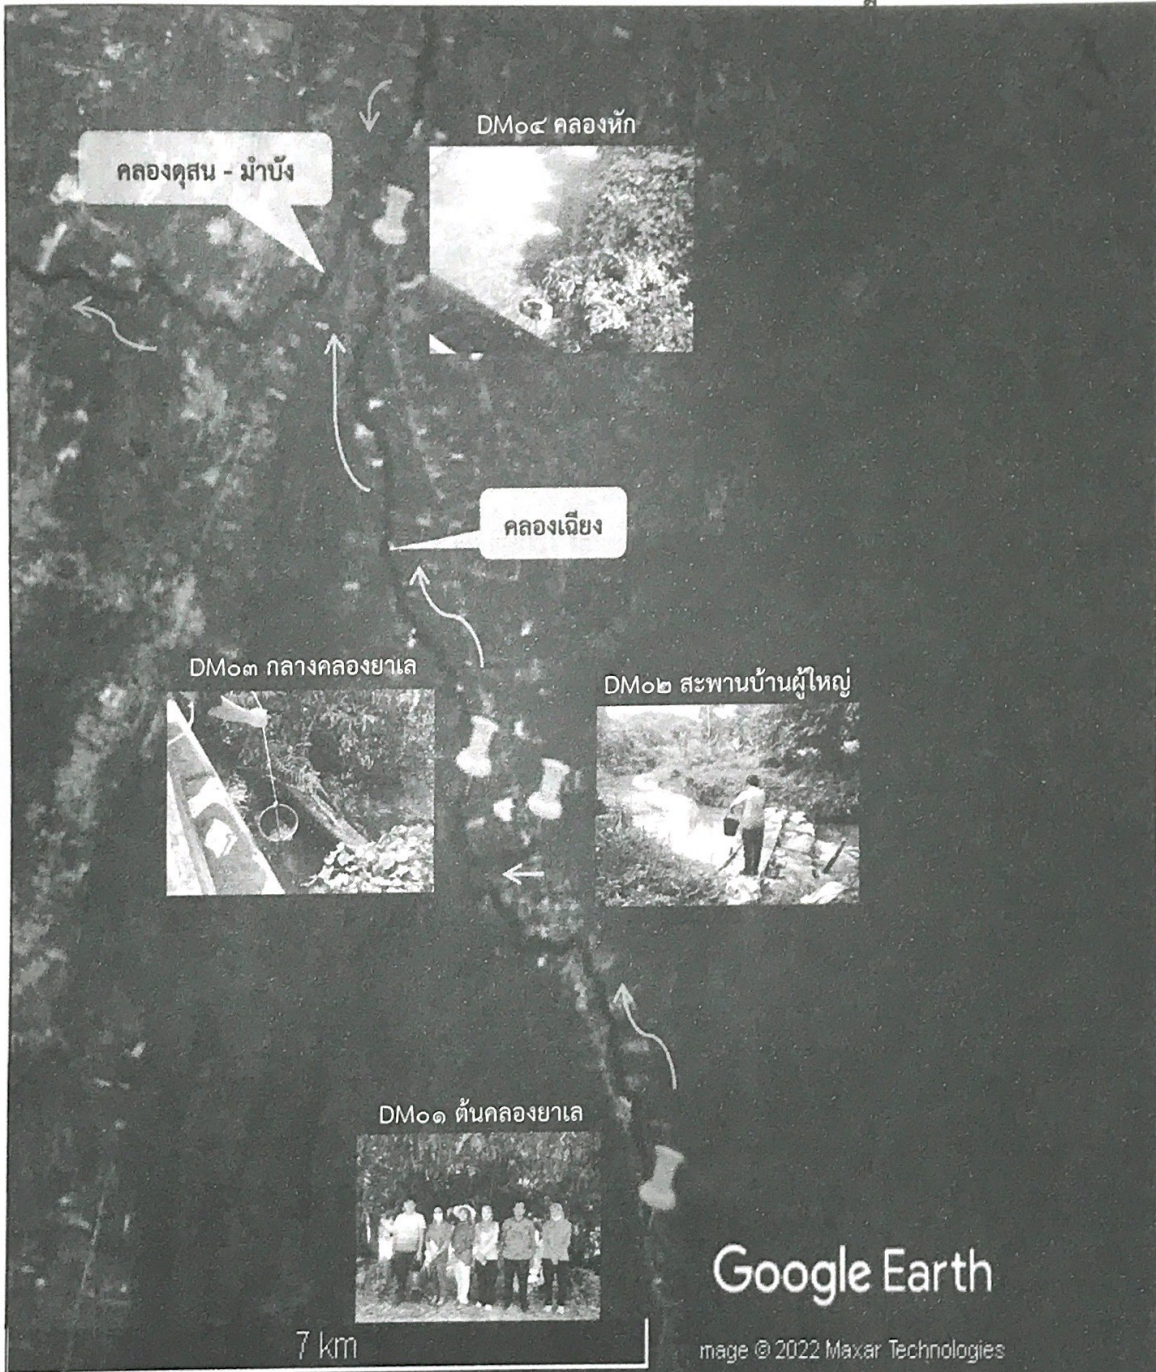 DM๐๔ คลองหัก
คลองดุสน - มำบัง
คลองเฉียง
DM๐๓ กลางคลองยาเล
DM๐๒ สะพานบ้านผู้ใหญ่
DM๐๑ ต้นคลองยาเล
Google Earth
7 km
mage © 2022 Maxar Technologies